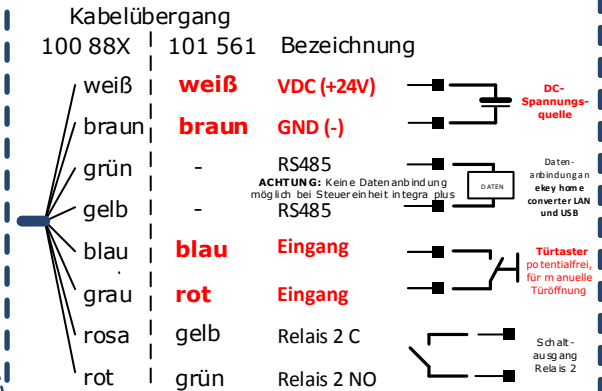 Kabelübergang
100 88X 101 561 Bezeichnung
weiß weiß VDC (+24V)
DC-
Spannungs-
quelle
braun braun GND (-)
grün - RS485
ACHTUNG: Keine Datenanbindung
möglich bei Steuereinheit integra plus
gelb - RS485
DATEN
Daten-
anbindung an
ekey home
converter LAN
und USB
blau blau Eingang
grau rot Eingang
Türtaster
potentialfrei,
für manuelle
Türöffnung
rosa gelb Relais 2 C
rot grün Relais 2 NO
Schalt-
ausgang
Relais 2